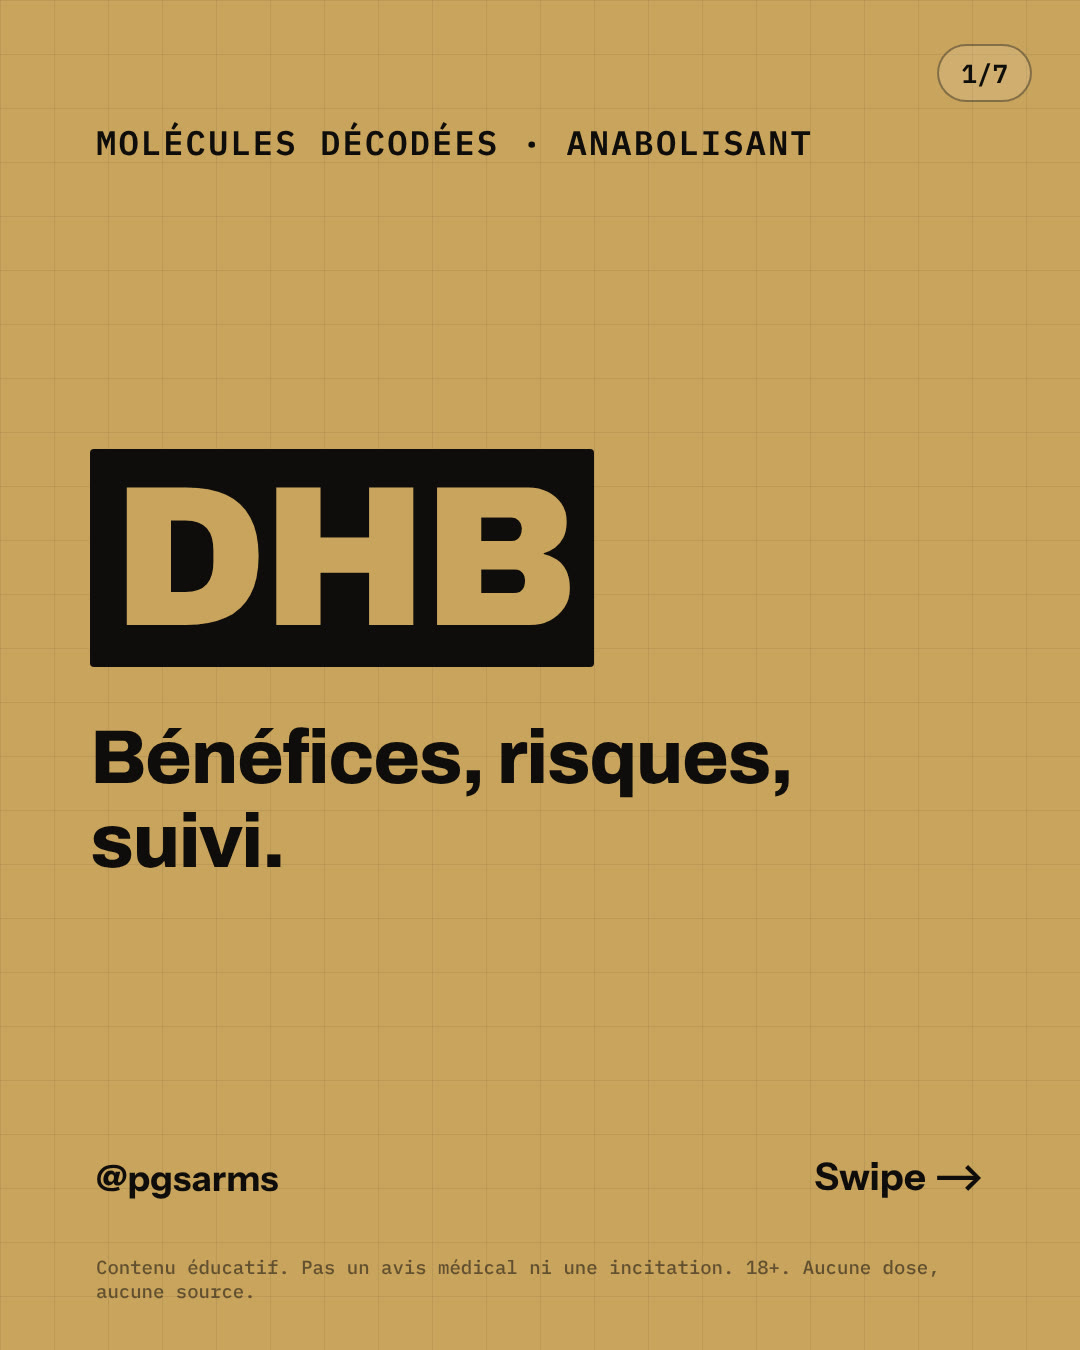 1/7
MOLÉCULES DÉCODÉES · ANABOLISANT
DHB
Bénéfices, risques,
suivi.
@pgsarms
Swipe →
Contenu éducatif. Pas un avis médical ni une incitation. 18+. Aucune dose,
aucune source.